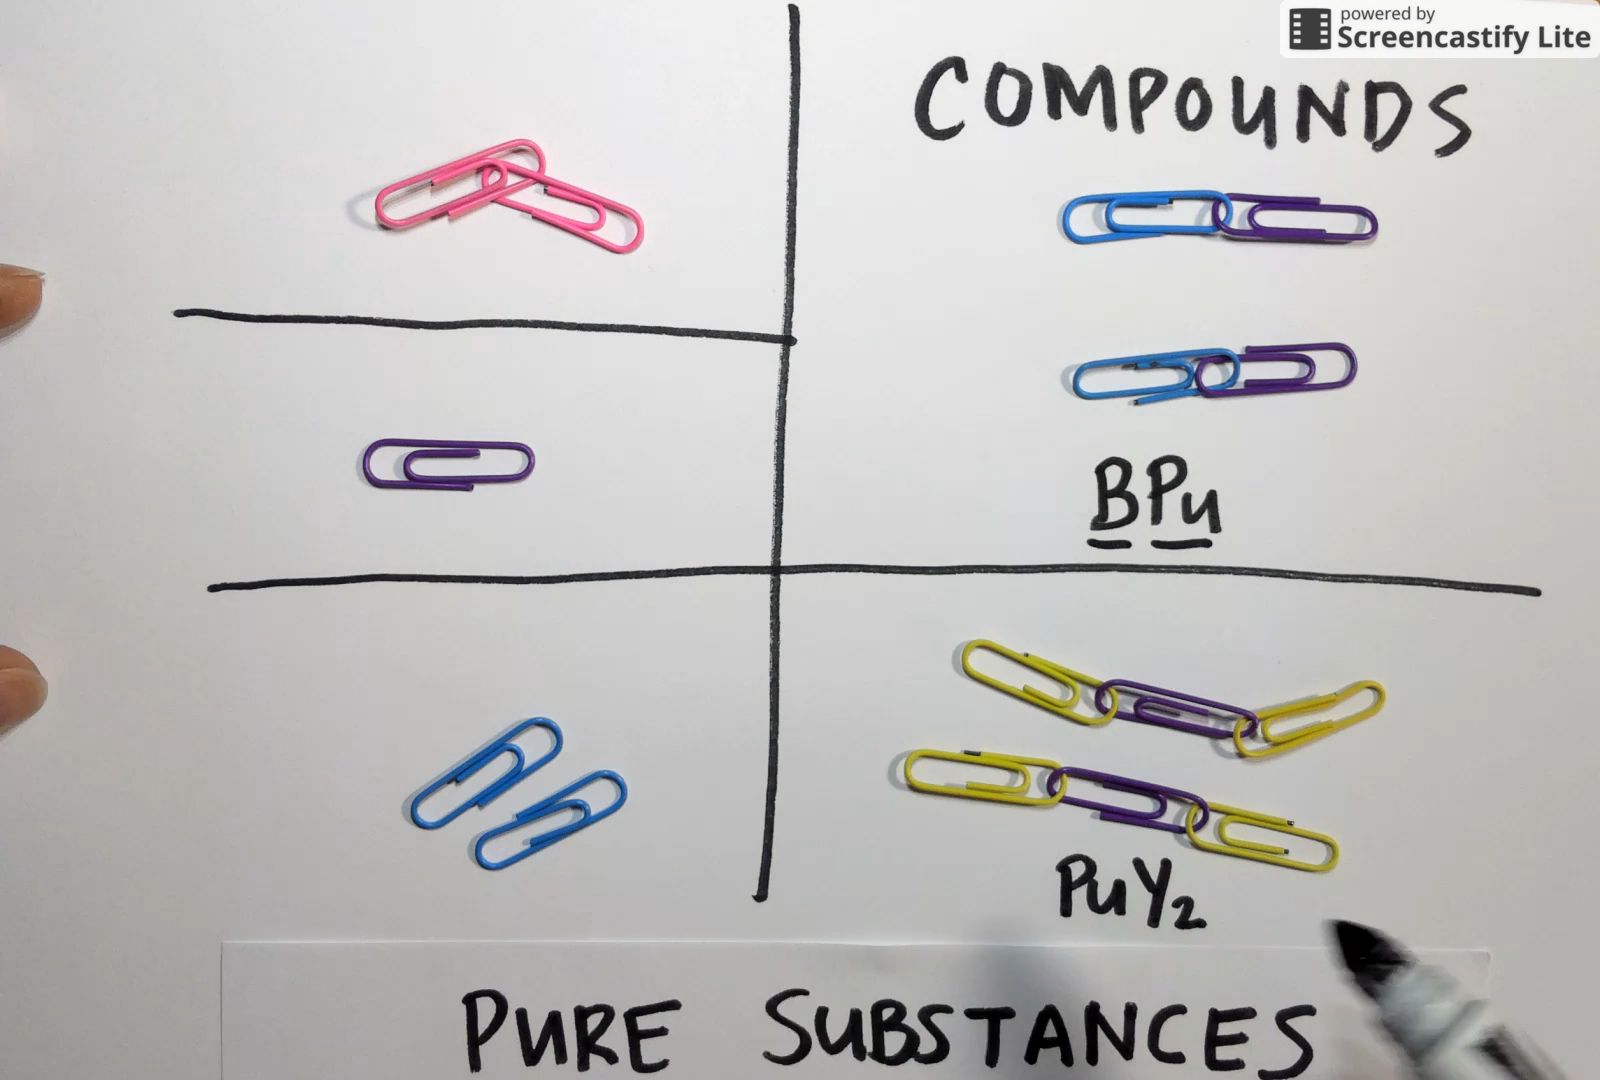 powered by
Screencastify Lite
COMPOUNDS
BPu
PuY2
PURE SUBSTANCES